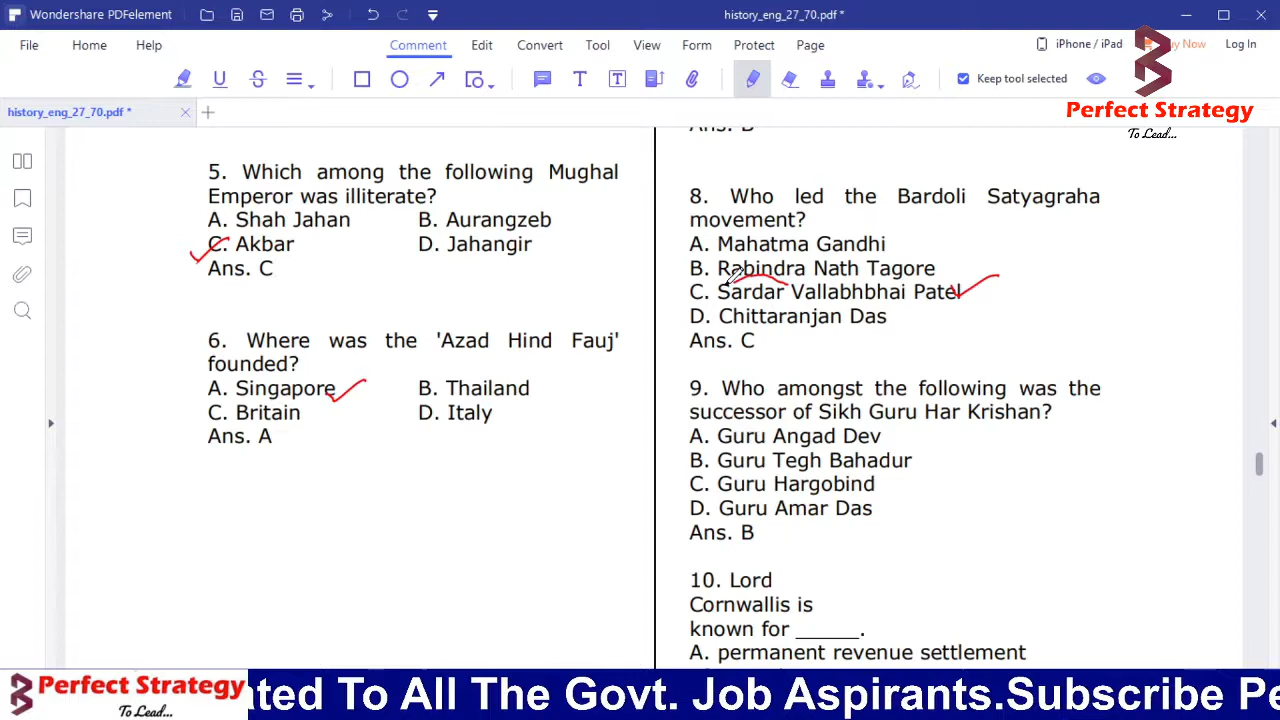 Wondershare PDFelement
history_eng_27_70.pdf *
File Home Help
Comment Edit Convert Tool View Form Protect Page
iPhone / iPad
Buy Now
Log In
Keep tool selected
history_eng_27_70.pdf *
Perfect Strategy
To Lead...
5. Which among the following Mughal
Emperor was illiterate?
A. Shah Jahan B. Aurangzeb
C. Akbar D. Jahangir
Ans. C
6. Where was the 'Azad Hind Fauj'
founded?
A. Singapore B. Thailand
C. Britain D. Italy
Ans. A
Ans. B
8. Who led the Bardoli Satyagraha
movement?
A. Mahatma Gandhi
B. Rabindra Nath Tagore
C. Sardar Vallabhbhai Patel
D. Chittaranjan Das
Ans. C
9. Who amongst the following was the
successor of Sikh Guru Har Krishan?
A. Guru Angad Dev
B. Guru Tegh Bahadur
C. Guru Hargobind
D. Guru Amar Das
Ans. B
10. Lord
Cornwallis is
known for ______.
A. permanent revenue settlement
Perfect Strategy
To Lead...
ated To All The Govt. Job Aspirants.Subscribe Pe